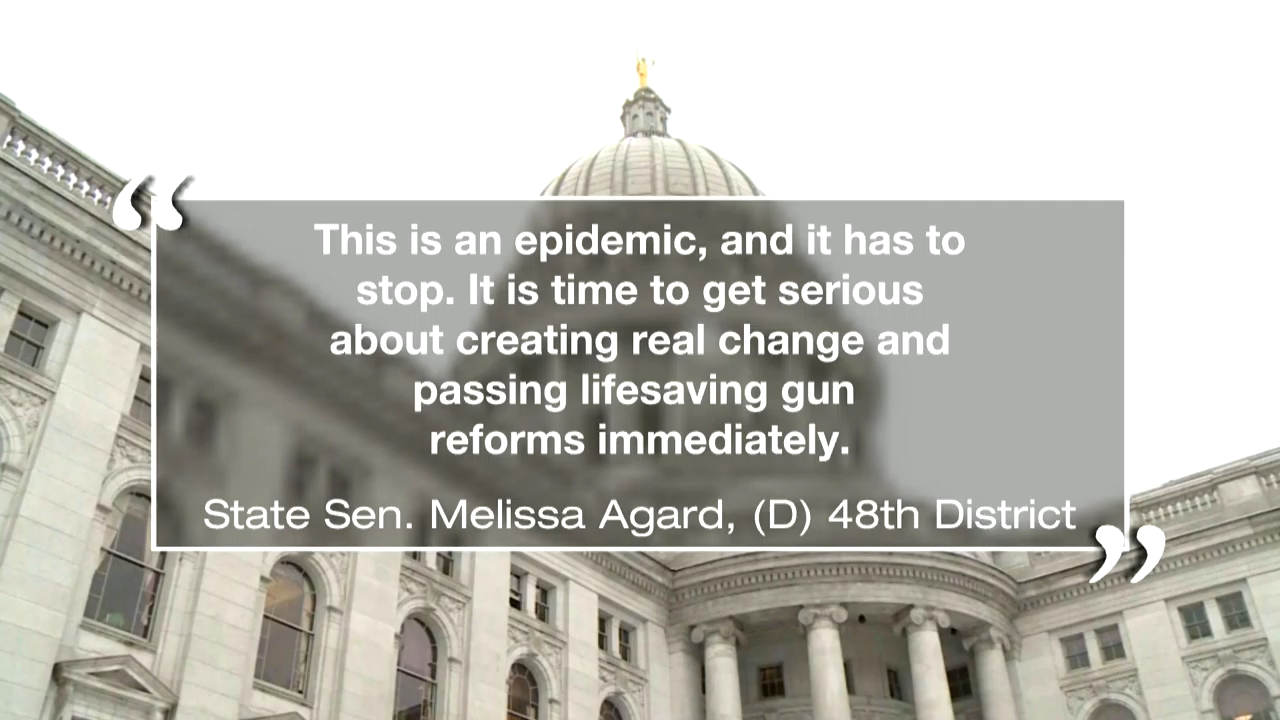 “
This is an epidemic, and it has to
stop. It is time to get serious
about creating real change and
passing lifesaving gun
reforms immediately.
State Sen. Melissa Agard, (D) 48th District
”